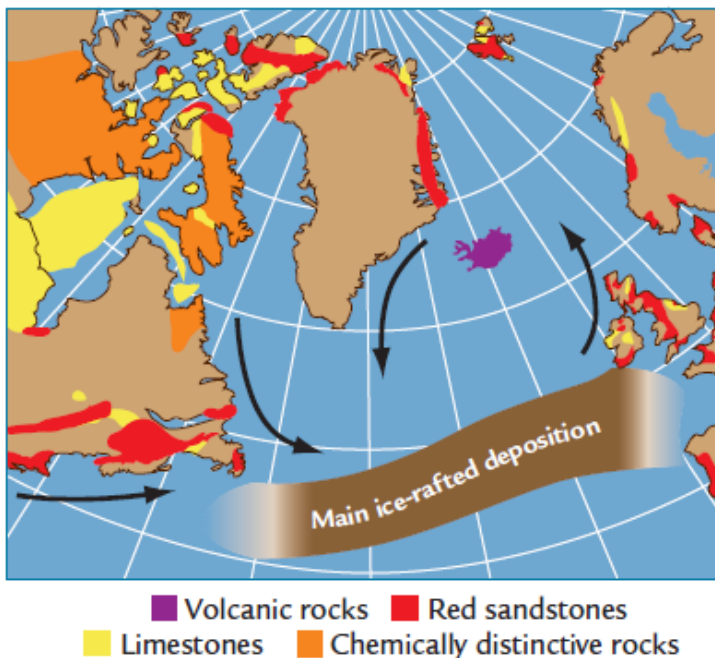 Main ice-rafted deposition
Volcanic rocks Red sandstones
Limestones Chemically distinctive rocks